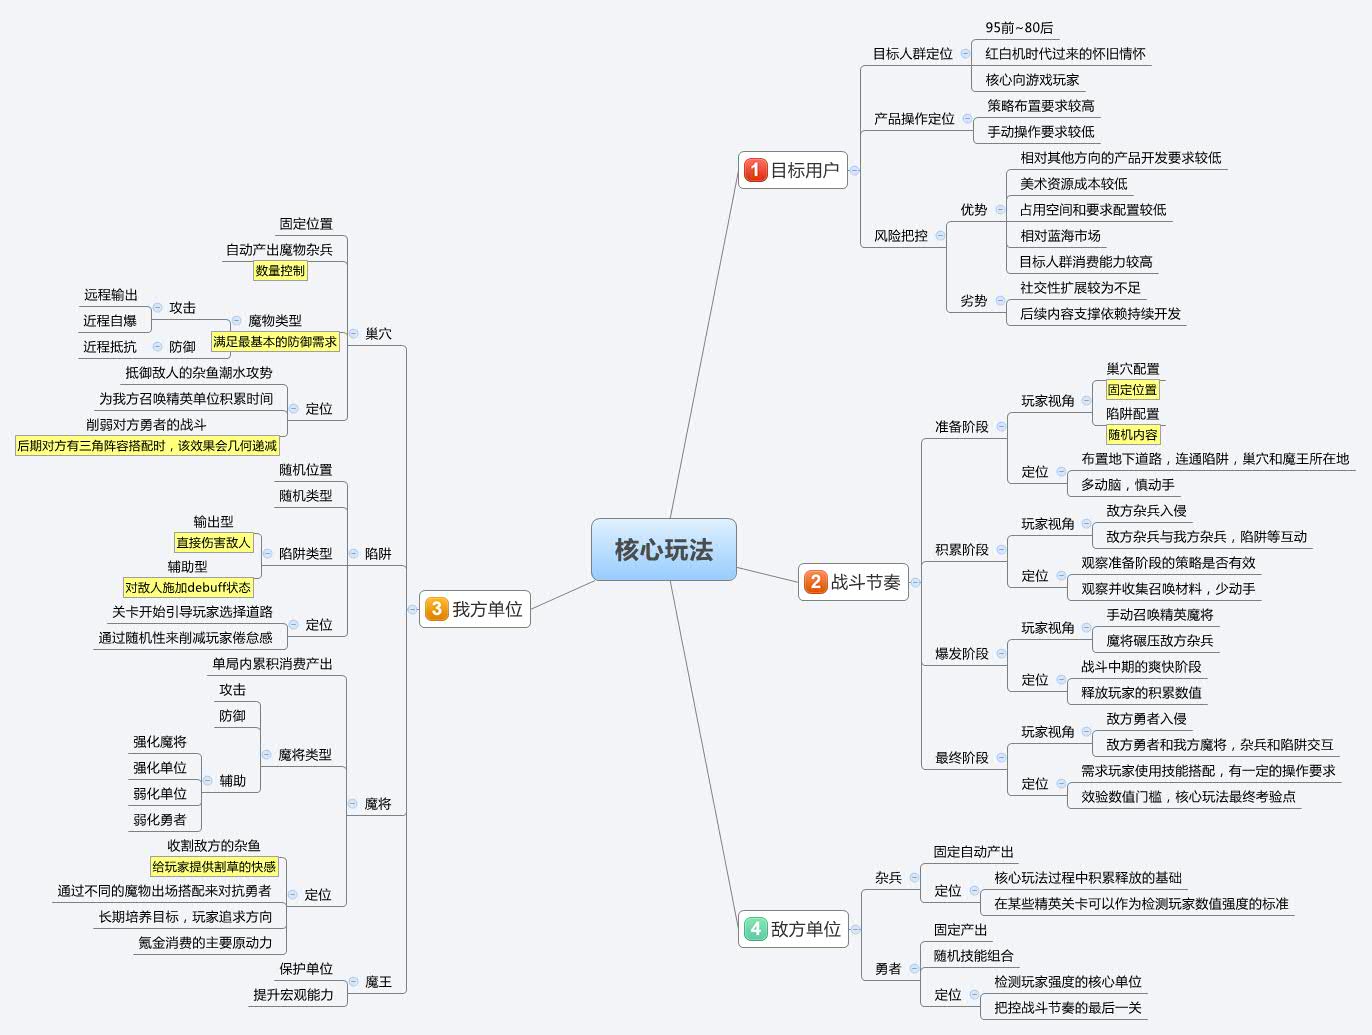 核心玩法
1 目标用户
目标人群定位
95前~80后
红白机时代过来的怀旧情怀
核心向游戏玩家
产品操作定位
策略布置要求较高
手动操作要求较低
风险把控
优势
相对其他方向的产品开发要求较低
美术资源成本较低
占用空间和要求配置较低
相对蓝海市场
目标人群消费能力较高
劣势
社交性扩展较为不足
后续内容支撑依赖持续开发
2 战斗节奏
准备阶段
玩家视角
巢穴配置
固定位置
陷阱配置
随机内容
定位
布置地下道路，连通陷阱，巢穴和魔王所在地
多动脑，慎动手
积累阶段
玩家视角
敌方杂兵入侵
敌方杂兵与我方杂兵，陷阱等互动
定位
观察准备阶段的策略是否有效
观察并收集召唤材料，少动手
爆发阶段
玩家视角
手动召唤精英魔将
魔将碾压敌方杂兵
定位
战斗中期的爽快阶段
释放玩家的积累数值
最终阶段
玩家视角
敌方勇者入侵
敌方勇者和我方魔将，杂兵和陷阱交互
定位
需求玩家使用技能搭配，有一定的操作要求
效验数值门槛，核心玩法最终考验点
3 我方单位
巢穴
固定位置
自动产出魔物杂兵
数量控制
魔物类型
满足最基本的防御需求
攻击
远程输出
近程自爆
防御
近程抵抗
定位
抵御敌人的杂鱼潮水攻势
为我方召唤精英单位积累时间
削弱对方勇者的战斗
后期对方有三角阵容搭配时，该效果会几何递减
陷阱
随机位置
随机类型
陷阱类型
输出型
直接伤害敌人
辅助型
对敌人施加debuff状态
定位
关卡开始引导玩家选择道路
通过随机性来削减玩家倦怠感
魔将
单局内累积消费产出
魔将类型
攻击
防御
辅助
强化魔将
强化单位
弱化单位
弱化勇者
定位
收割敌方的杂鱼
给玩家提供割草的快感
通过不同的魔物出场搭配来对抗勇者
长期培养目标，玩家追求方向
氪金消费的主要原动力
魔王
保护单位
提升宏观能力
4 敌方单位
杂兵
固定自动产出
定位
核心玩法过程中积累释放的基础
在某些精英关卡可以作为检测玩家数值强度的标准
勇者
固定产出
随机技能组合
定位
检测玩家强度的核心单位
把控战斗节奏的最后一关